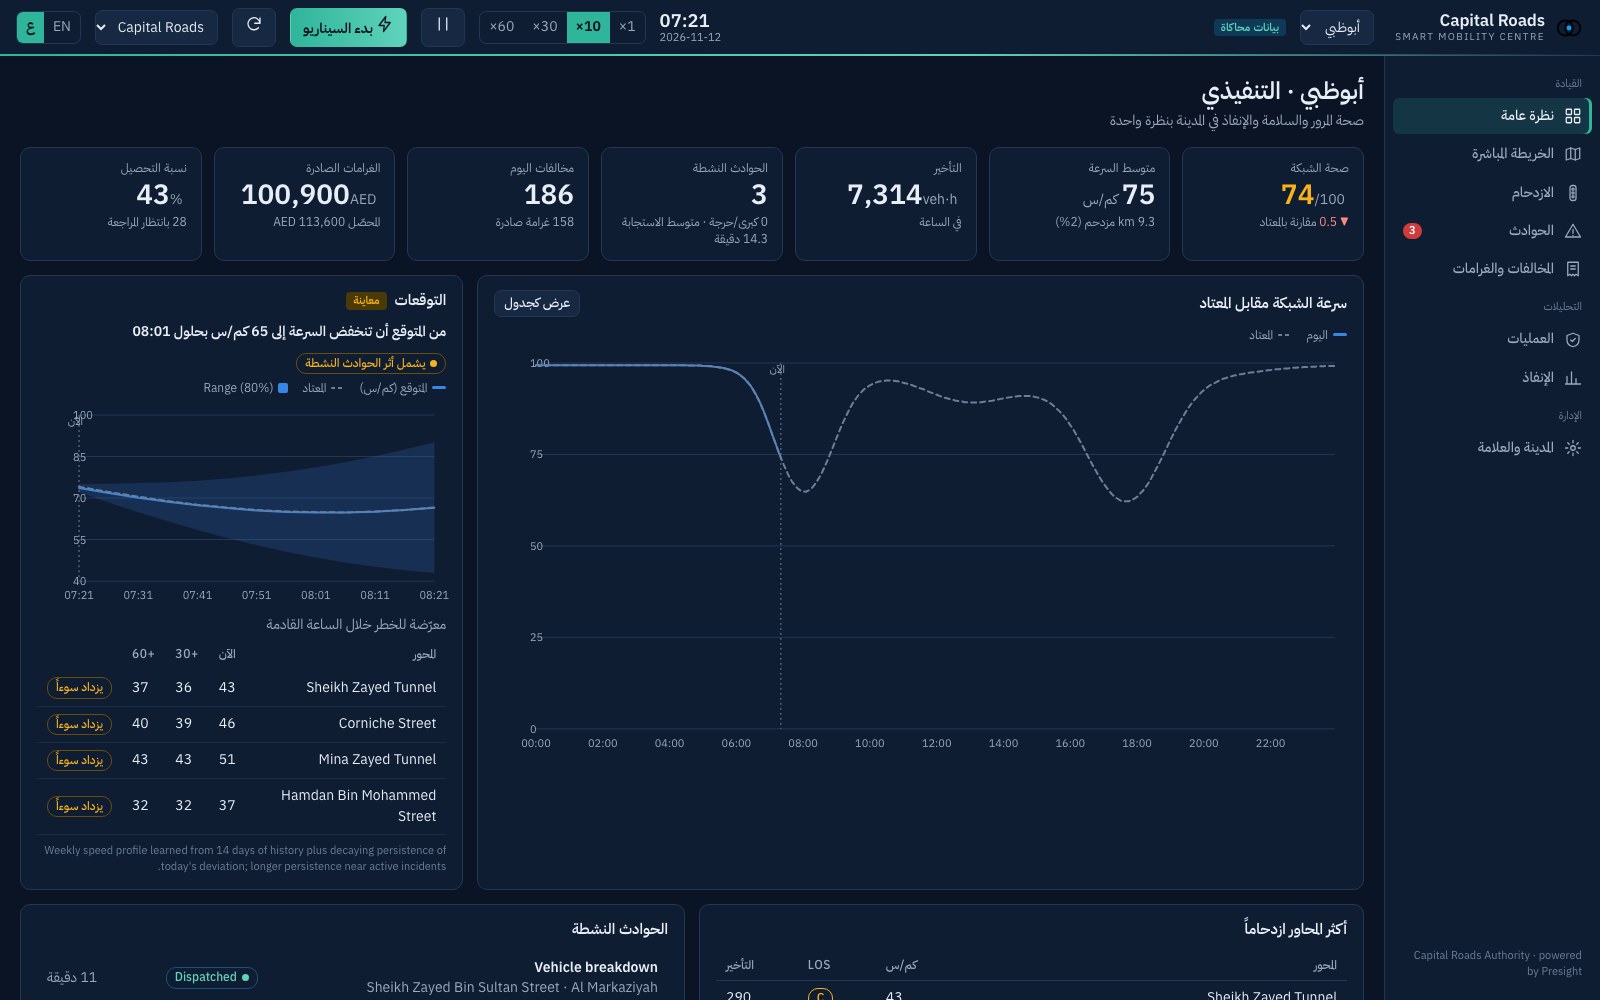 Capital Roads
SMART MOBILITY CENTRE
أبوظبي
بيانات محاكاة
07:21
2026-11-12
×1
×10
×30
×60
بدء السيناريو
Capital Roads
EN
ع
القيادة
نظرة عامة
الخريطة المباشرة
الازدحام
الحوادث
3
المخالفات والغرامات
التحليلات
العمليات
الإنفاذ
الإدارة
المدينة والعلامة
Capital Roads Authority · powered
by Presight
أبوظبي · التنفيذي
صحة المرور والسلامة والإنفاذ في المدينة بنظرة واحدة
صحة الشبكة
74/100
▼ 0.5 مقارنة بالمعتاد
متوسط السرعة
75 كم/س
9.3 km مزدحم (2%)
التأخير
7,314veh·h
في الساعة
الحوادث النشطة
3
0 كبرى/حرجة · متوسط الاستجابة
14.3 دقيقة
مخالفات اليوم
186
158 غرامة صادرة
الغرامات الصادرة
100,900AED
المحصّل AED 113,600
نسبة التحصيل
43%
28 بانتظار المراجعة
سرعة الشبكة مقابل المعتاد
عرض كجدول
اليوم
-- المعتاد
100
75
50
25
0
الآن
00:00 02:00 04:00 06:00 08:00 10:00 12:00 14:00 16:00 18:00 20:00 22:00
التوقعات
معاينة
من المتوقع أن تنخفض السرعة إلى 65 كم/س بحلول 08:01
يشمل أثر الحوادث النشطة
المتوقع (كم/س)
-- المعتاد
Range (80%)
100
الآن
85
70
55
40
07:21 07:31 07:41 07:51 08:01 08:11 08:21
معرّضة للخطر خلال الساعة القادمة
المحور الآن 30+ 60+
Sheikh Zayed Tunnel 43 36 37 يزداد سوءاً
Corniche Street 46 39 40 يزداد سوءاً
Mina Zayed Tunnel 51 43 43 يزداد سوءاً
Hamdan Bin Mohammed
Street 37 32 32 يزداد سوءاً
Weekly speed profile learned from 14 days of history plus decaying persistence of
today's deviation; longer persistence near active incidents.
أكثر المحاور ازدحاماً
المحور كم/س LOS التأخير
Sheikh Zayed Tunnel 43 C 290
الحوادث النشطة
Vehicle breakdown
Sheikh Zayed Bin Sultan Street · Al Markaziyah
Dispatched
11 دقيقة